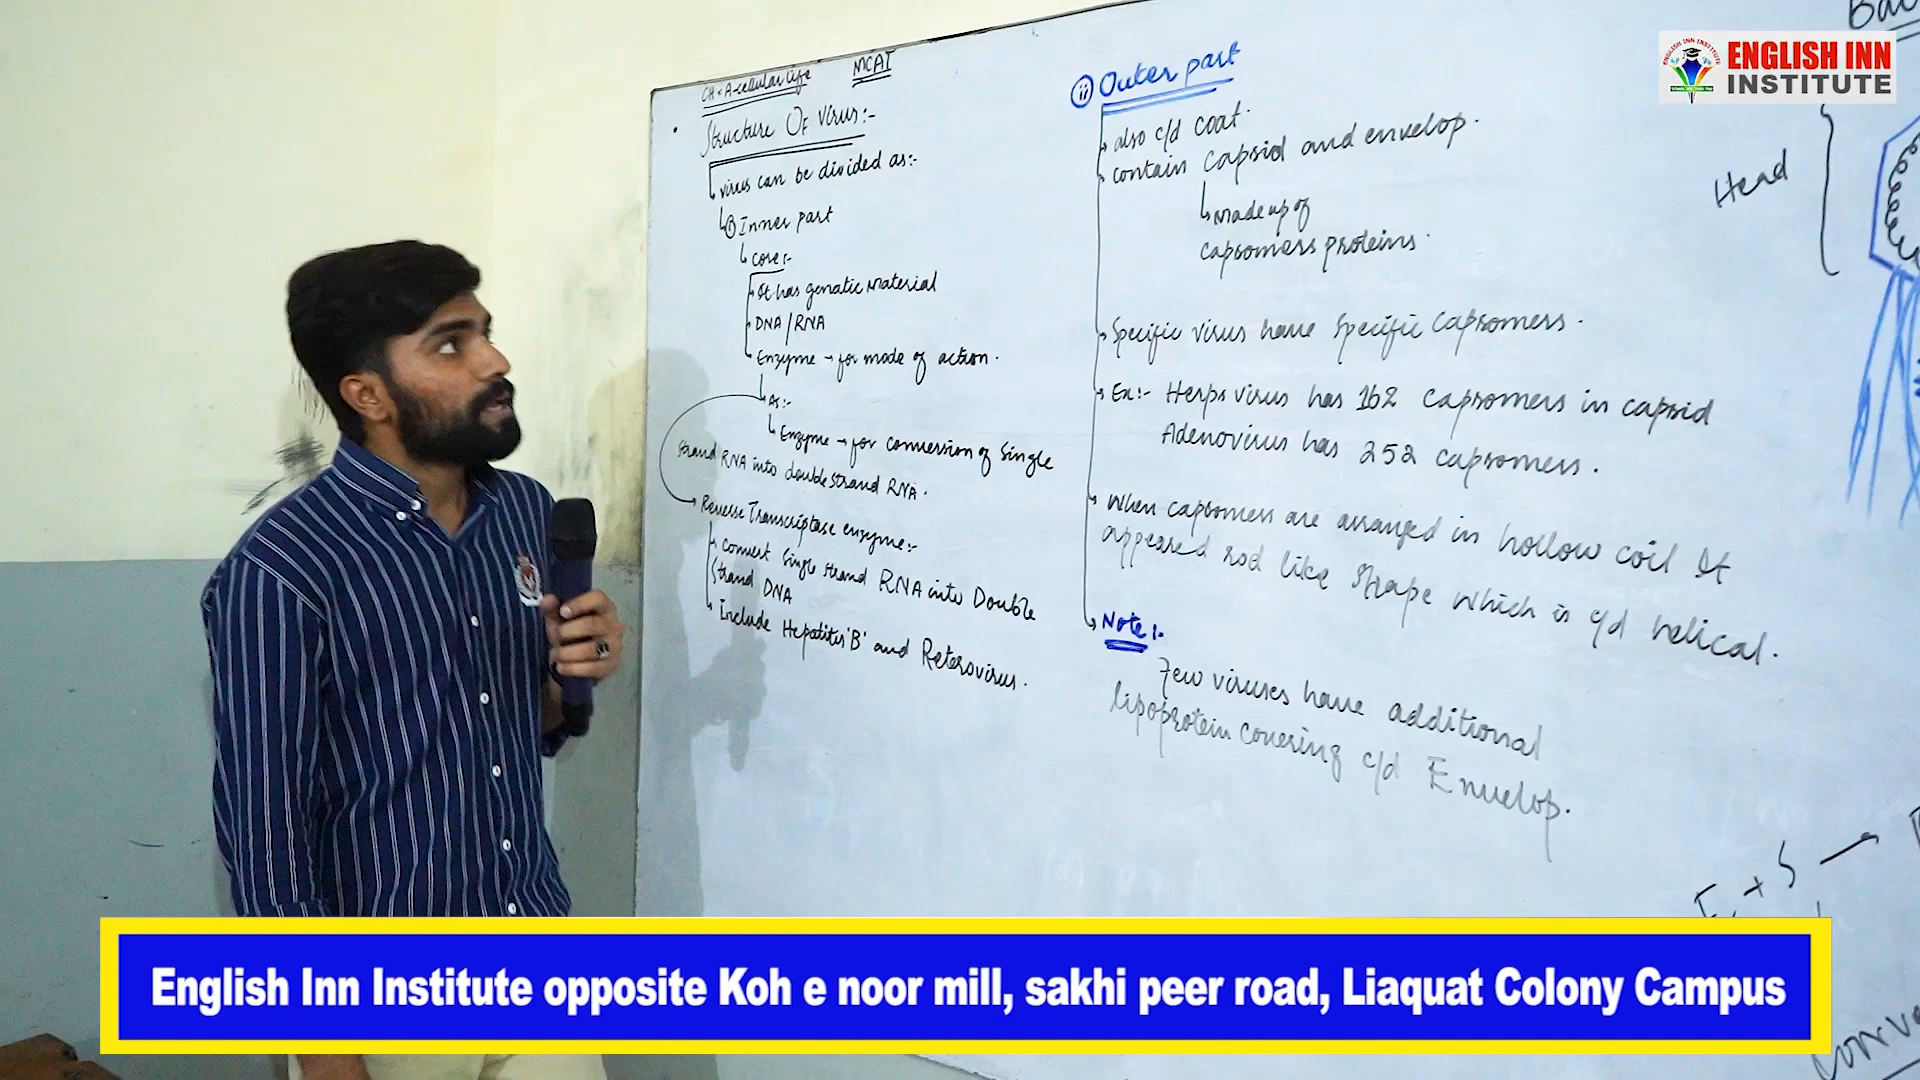 CH < A-cellular life
MCAT
Structure Of Virus:-
virus can be divided as:-
① Inner part
Core:-
It has genatic material
DNA/RNA
Enzyme → for mode of action.
As:-
Enzyme → for conversion of Single
Strand RNA into double strand RNA.
Reverse Transcriptase enzyme:-
Convert Single strand RNA into Double
Strand DNA
Include Hepatitis 'B' and Reterovirus.
ⅱ Outer part
also c/d coat.
contain capsid and envelop.
Made up of
capsomers proteins.
Specific virus have specific capsomers.
Ex:- Herps virus has 162 capsomers in capsid
Adenovirus has 252 capsomers.
When capsomers are arranged in hollow coil It
appeared rod like Shape which is c/d helical.
Note:-
Few viruses have additional
lipoprotein covering c/d Envelop.
Head
E + S →
ENGLISH INN INSTITUTE
ENGLISH INN
INSTITUTE
English Inn Institute opposite Koh e noor mill, sakhi peer road, Liaquat Colony Campus